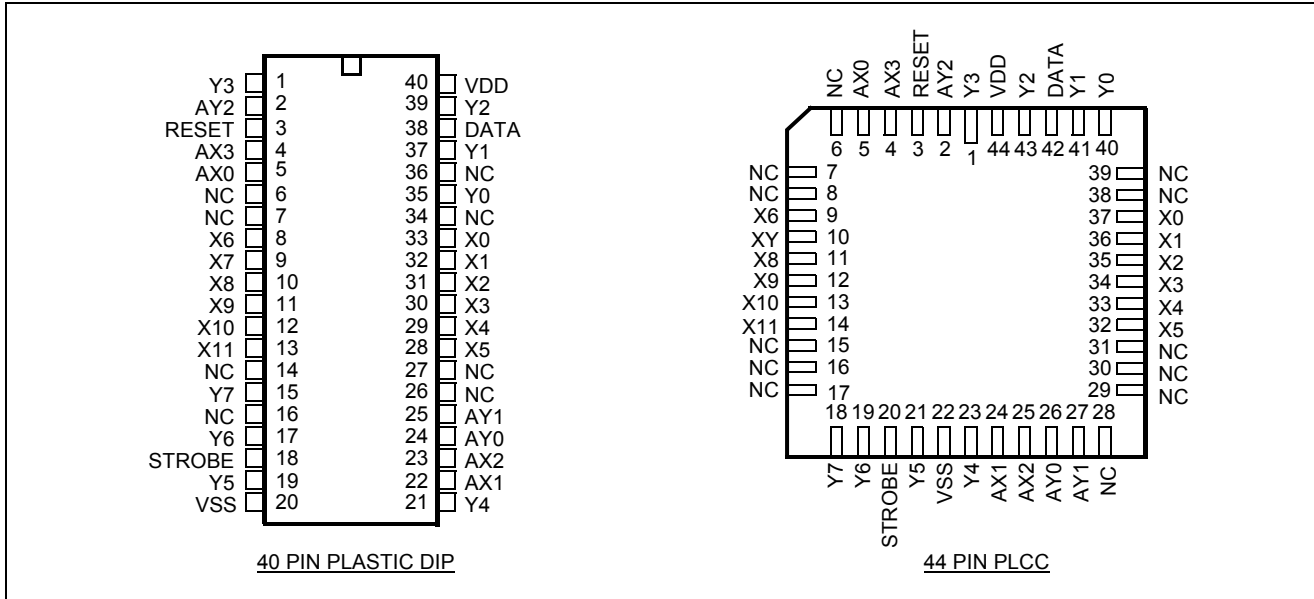 Y3 1 40 VDD
AY2 2 39 Y2
RESET 3 38 DATA
AX3 4 37 Y1
AX0 5 36 NC
NC 6 35 Y0
NC 7 34 NC
X6 8 33 X0
X7 9 32 X1
X8 10 31 X2
X9 11 30 X3
X10 12 29 X4
X11 13 28 X5
NC 14 27 NC
Y7 15 26 NC
NC 16 25 AY1
Y6 17 24 AY0
STROBE 18 23 AX2
Y5 19 22 AX1
VSS 20 21 Y4
40 PIN PLASTIC DIP
NC AX0 AX3 RESET AY2 Y3 VDD Y2 DATA Y1 Y0
6 5 4 3 2 1 44 43 42 41 40
NC 7 39 NC
NC 8 38 NC
X6 9 37 X0
XY 10 36 X1
X8 11 35 X2
X9 12 34 X3
X10 13 33 X4
X11 14 32 X5
NC 15 31 NC
NC 16 30 NC
NC 17 29 NC
18 19 20 21 22 23 24 25 26 27 28
Y7 Y6 STROBE Y5 VSS Y4 AX1 AX2 AY0 AY1 NC
44 PIN PLCC